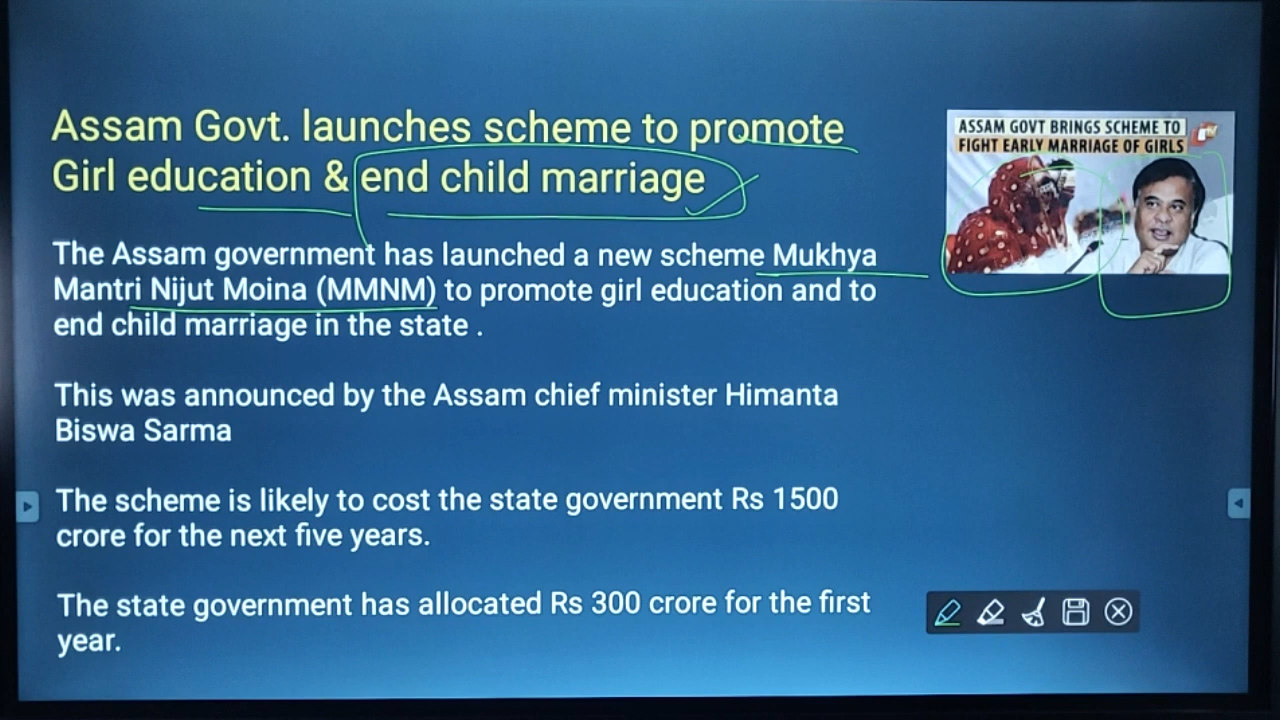 Assam Govt. launches scheme to promote
Girl education & end child marriage
The Assam government has launched a new scheme Mukhya
Mantri Nijut Moina (MMNM) to promote girl education and to
end child marriage in the state .
This was announced by the Assam chief minister Himanta
Biswa Sarma
The scheme is likely to cost the state government Rs 1500
crore for the next five years.
The state government has allocated Rs 300 crore for the first
year.
ASSAM GOVT BRINGS SCHEME TO
FIGHT EARLY MARRIAGE OF GIRLS